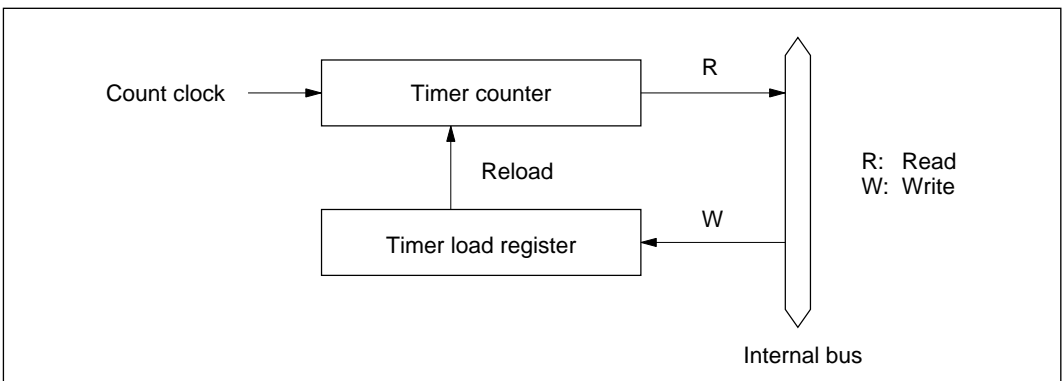 R
Count clock
Timer counter
Reload
R: Read
W: Write
W
Timer load register
Internal bus